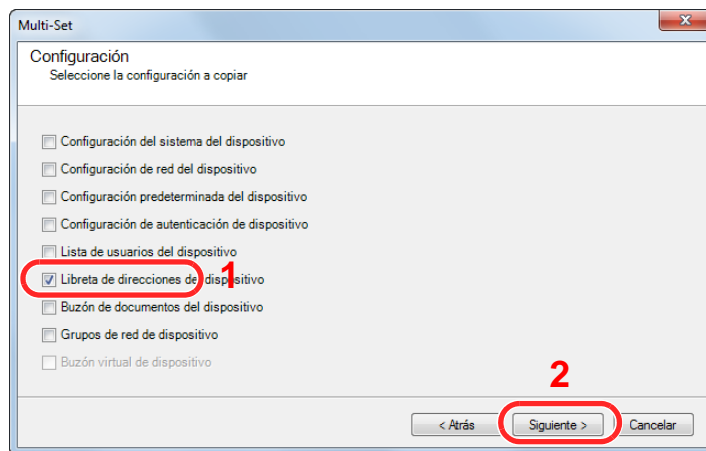 Multi-Set
x
Configuración
Seleccione la configuración a copiar
Configuración del sistema del dispositivo
Configuración de red del dispositivo
Configuración predeterminada del dispositivo
Configuración de autenticación de dispositivo
Lista de usuarios del dispositivo
Libreta de direcciones del dispositivo
1
Buzón de documentos del dispositivo
Grupos de red de dispositivo
Buzón virtual de dispositivo
2
< Atrás Siguiente > Cancelar